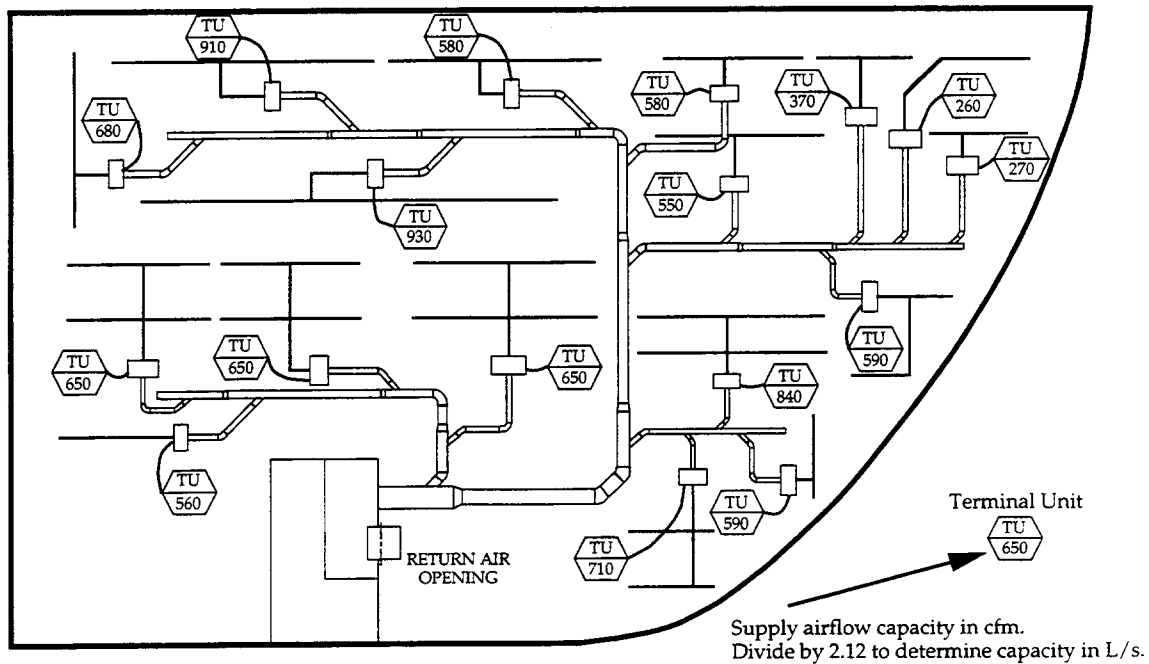 TU
910
TU
580
TU
580
TU
370
TU
260
TU
680
TU
270
TU
550
TU
930
TU
590
TU
650
TU
650
TU
650
TU
840
TU
560
TU
590
TU
710
RETURN AIR
OPENING
Terminal Unit
TU
650
Supply airflow capacity in cfm.
Divide by 2.12 to determine capacity in L/s.